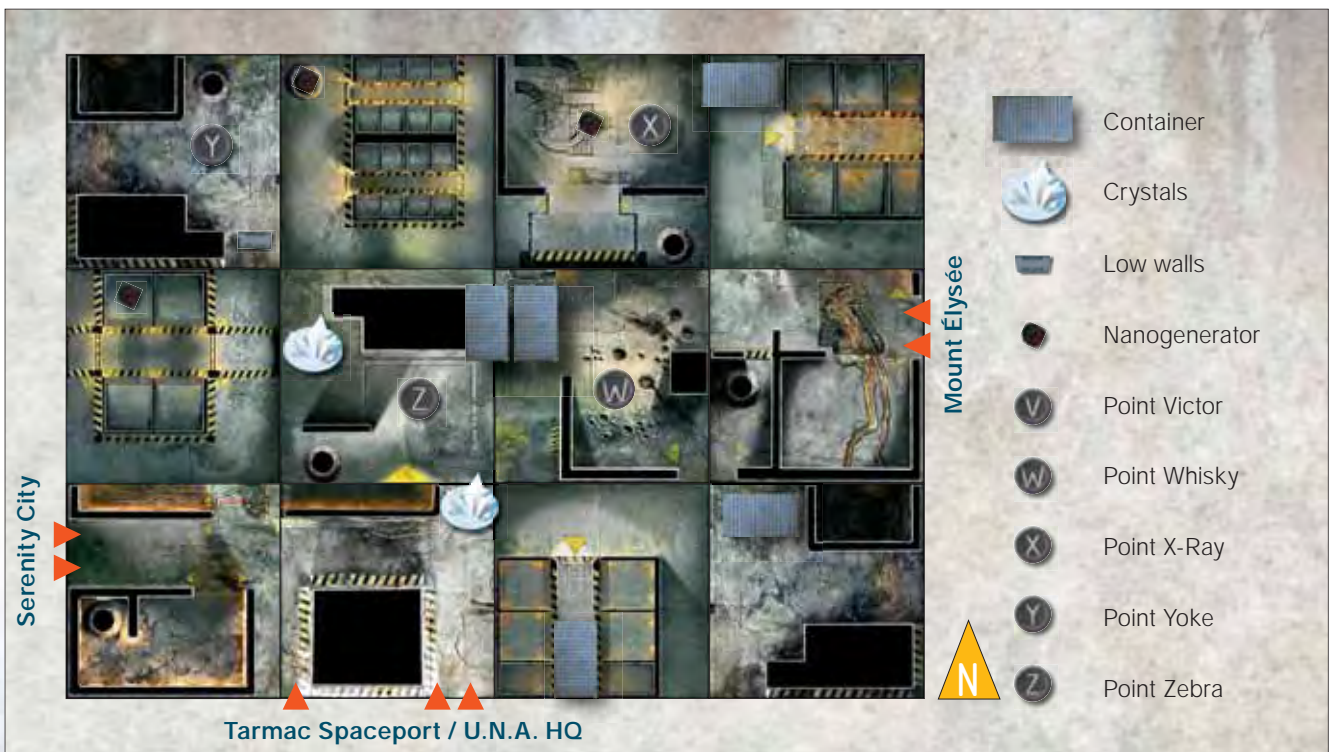 Y
X
Z
W
Serenity City
Mount Élysée
Tarmac Spaceport / U.N.A. HQ
N
Container
Crystals
Low walls
Nanogenerator
V
Point Victor
W
Point Whisky
X
Point X-Ray
Y
Point Yoke
Z
Point Zebra